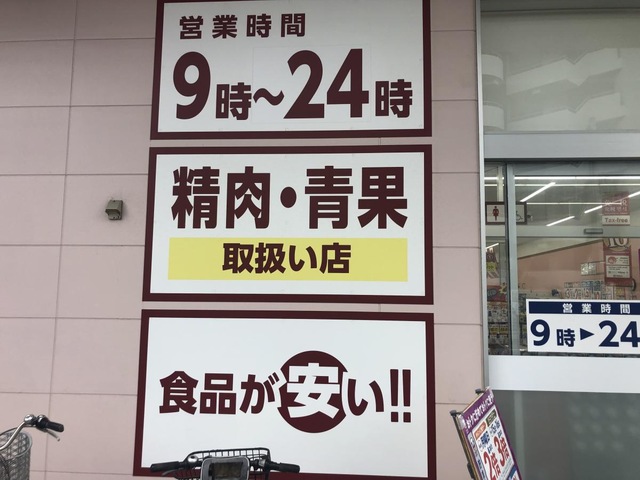 営業時間
9時～24時
精肉・青果
取扱い店
食品が安い!!
Tax-free
営業時間
9時▶24